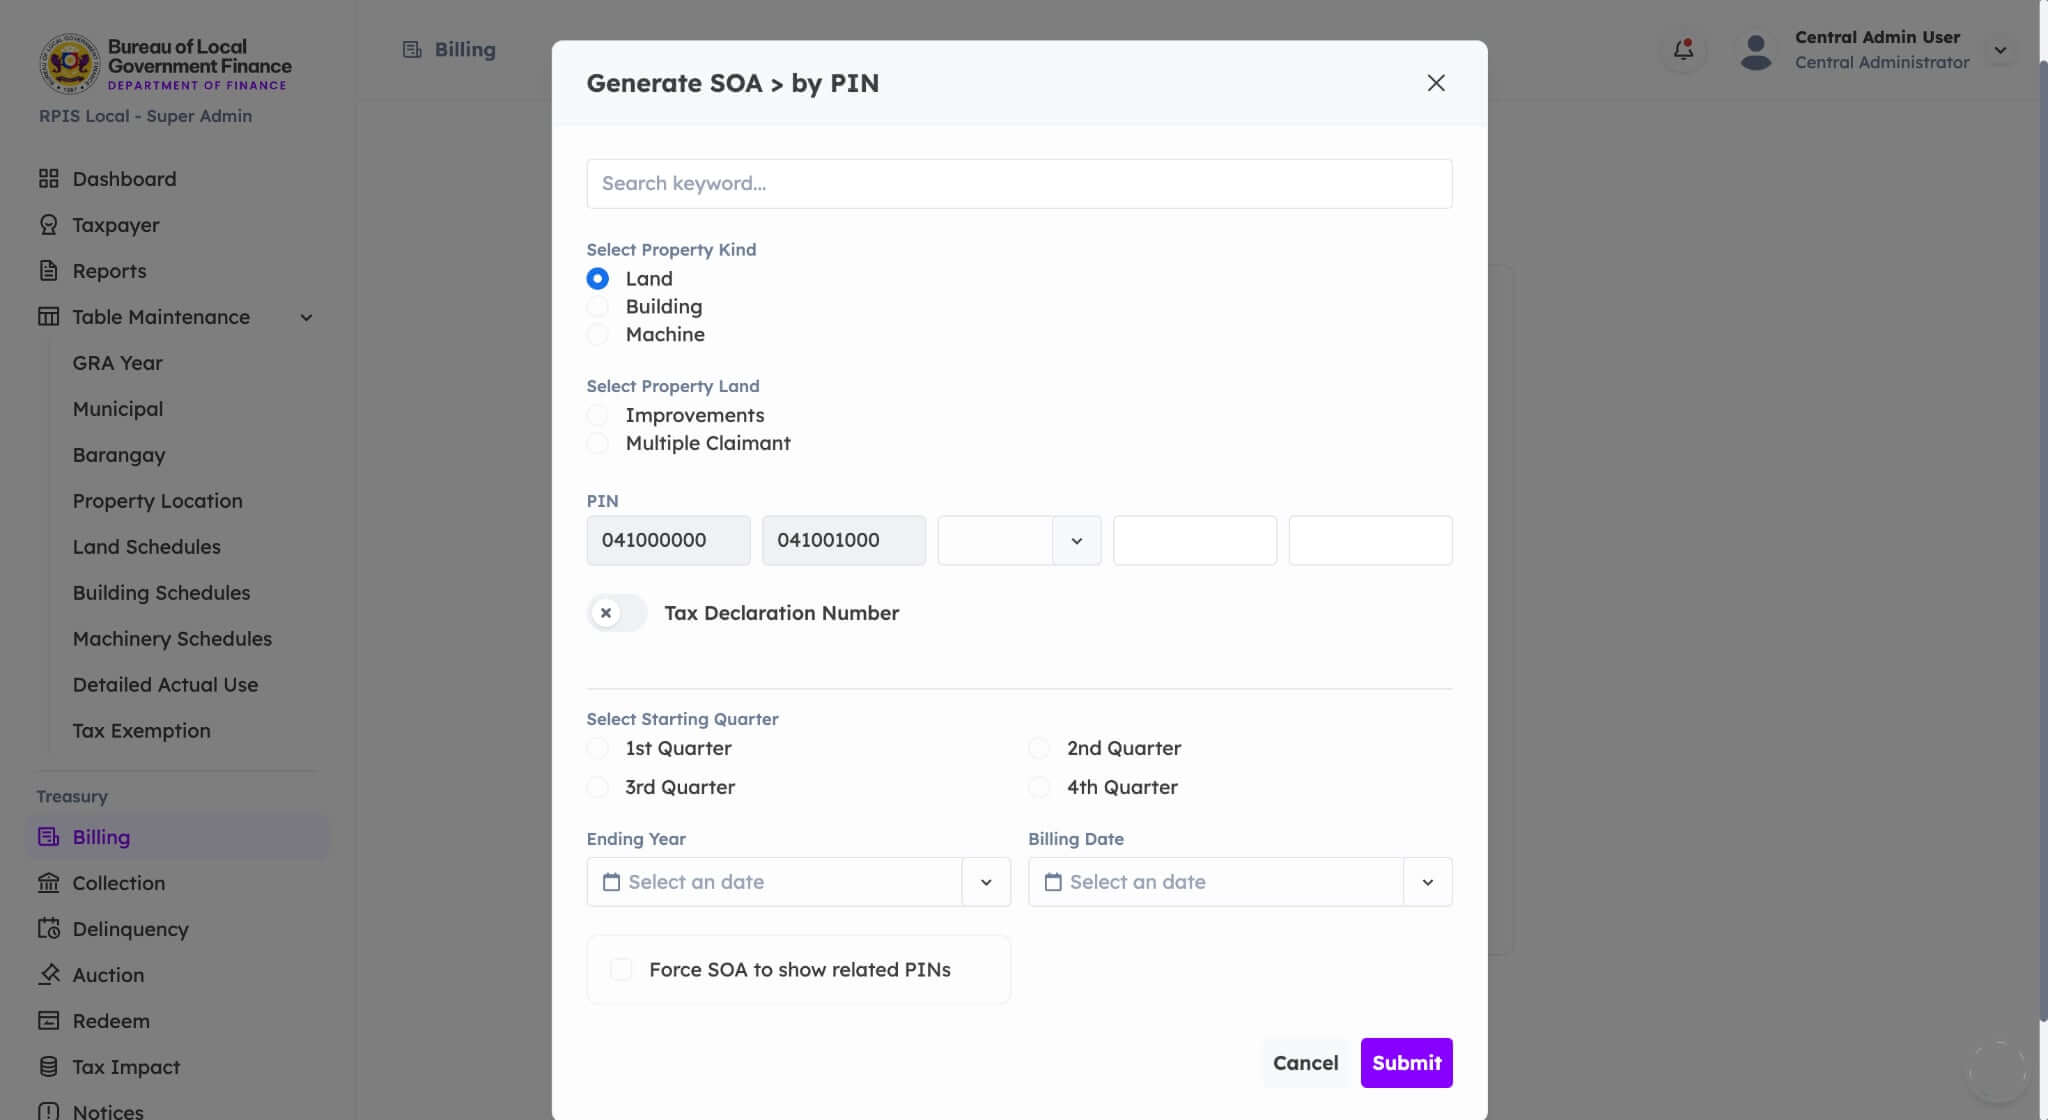 Bureau of Local
Government Finance
DEPARTMENT OF FINANCE
RPIS Local - Super Admin
Dashboard
Taxpayer
Reports
Table Maintenance
GRA Year
Municipal
Barangay
Property Location
Land Schedules
Building Schedules
Machinery Schedules
Detailed Actual Use
Tax Exemption
Treasury
Billing
Collection
Delinquency
Auction
Redeem
Tax Impact
Notices
Billing
Central Admin User
Central Administrator
Generate SOA > by PIN
Search keyword...
Select Property Kind
Land
Building
Machine
Select Property Land
Improvements
Multiple Claimant
PIN
041000000 041001000
Tax Declaration Number
Select Starting Quarter
1st Quarter 2nd Quarter
3rd Quarter 4th Quarter
Ending Year Billing Date
Select an date Select an date
Force SOA to show related PINs
Cancel Submit